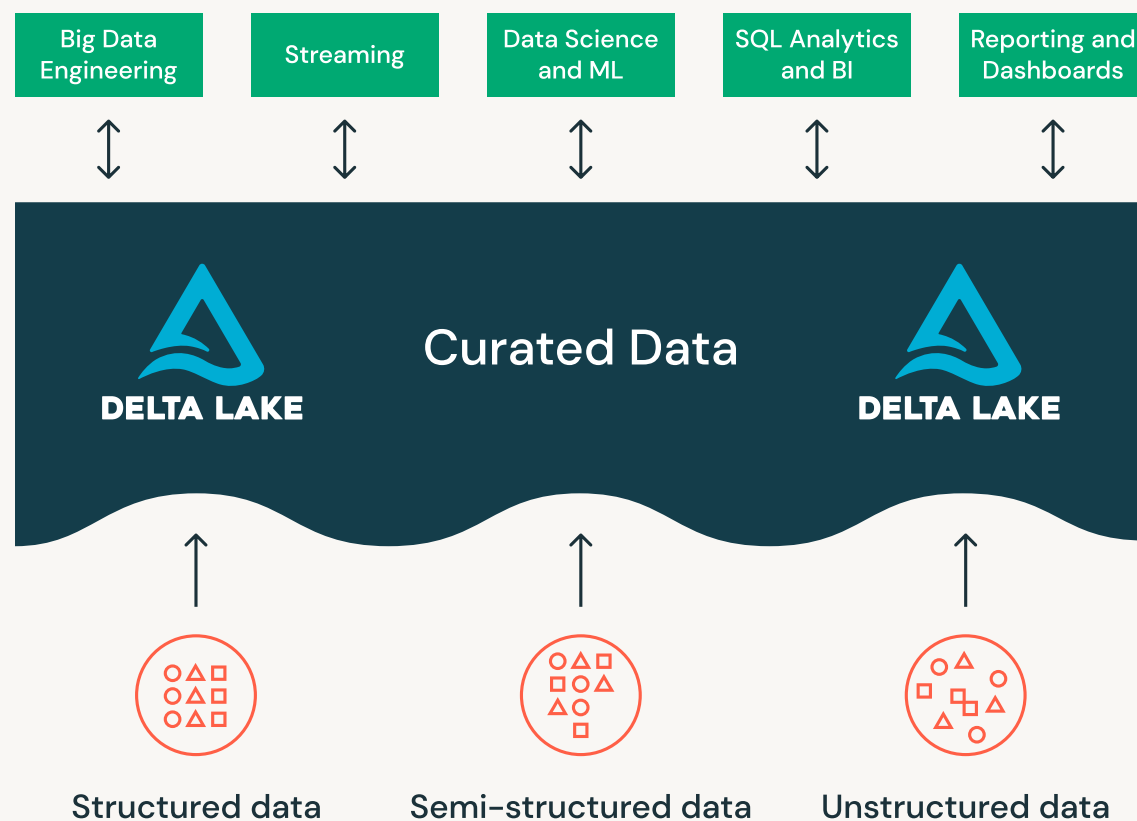 Big Data
Engineering
Streaming
Data Science
and ML
SQL Analytics
and BI
Reporting and
Dashboards
Curated Data
DELTA LAKE
DELTA LAKE
Structured data
Semi-structured data
Unstructured data